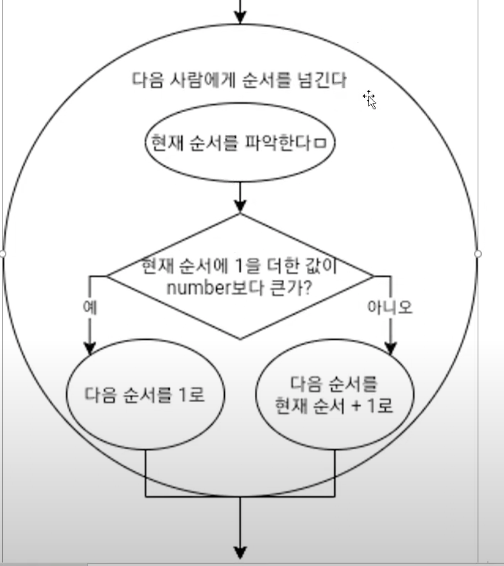 다음 사람에게 순서를 넘긴다
현재 순서를 파악한다ㅁ
현재 순서에 1을 더한 값이
number보다 큰가?
예
아니오
다음 순서를 1로
다음 순서를
현재 순서 + 1로